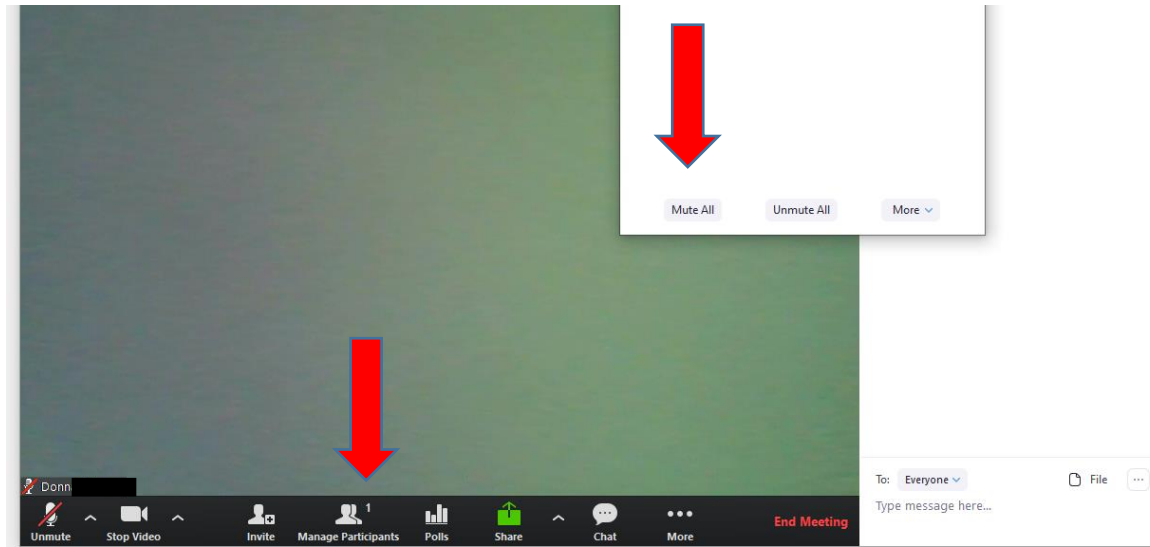 Mute All Unmute All More
Donn
To: Everyone File ...
Type message here...
1
Unmute Stop Video Invite Manage Participants Polls Share Chat More End Meeting